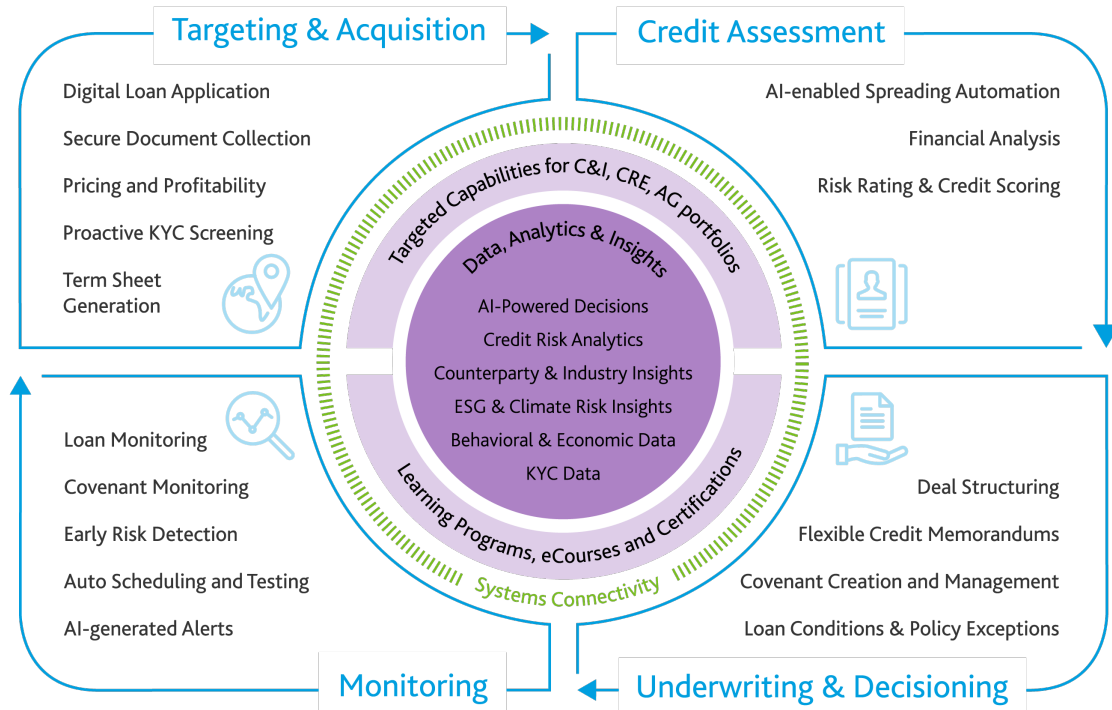 Targeting & Acquisition
Digital Loan Application
Secure Document Collection
Pricing and Profitability
Proactive KYC Screening
Term Sheet
Generation
Credit Assessment
AI-enabled Spreading Automation
Financial Analysis
Risk Rating & Credit Scoring
Targeted Capabilities for C&I, CRE, AG portfolios
Data, Analytics & Insights
AI-Powered Decisions
Credit Risk Analytics
Counterparty & Industry Insights
ESG & Climate Risk Insights
Behavioral & Economic Data
KYC Data
Learning Programs, eCourses and Certifications
Systems Connectivity
Loan Monitoring
Covenant Monitoring
Early Risk Detection
Auto Scheduling and Testing
AI-generated Alerts
Monitoring
Deal Structuring
Flexible Credit Memorandums
Covenant Creation and Management
Loan Conditions & Policy Exceptions
Underwriting & Decisioning